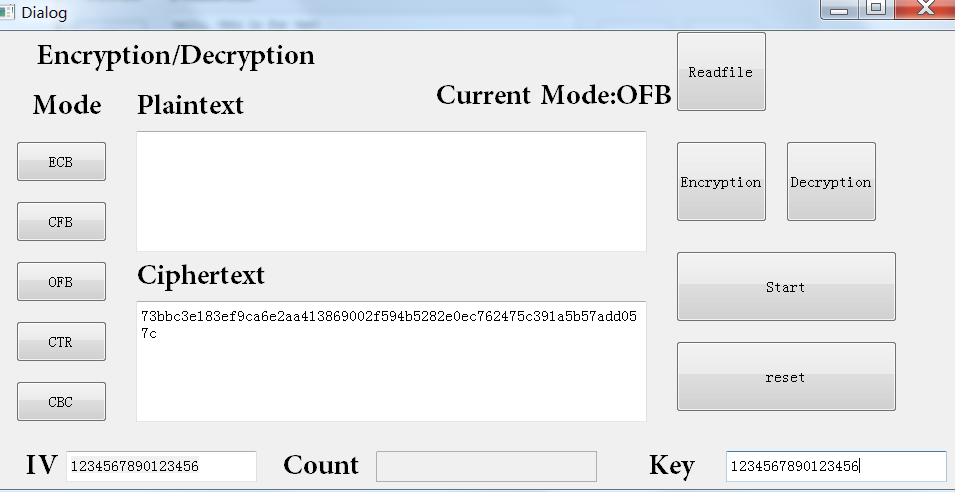 Dialog
Encryption/Decryption
Readfile
Current Mode:OFB
Mode
Plaintext
ECB
Encryption
Decryption
CFB
Ciphertext
OFB
Start
73bbc3e183ef9ca6e2aa413869002f594b5282e0ec762475c391a5b57add05
7c
CTR
reset
CBC
IV
1234567890123456
Count
Key
1234567890123456